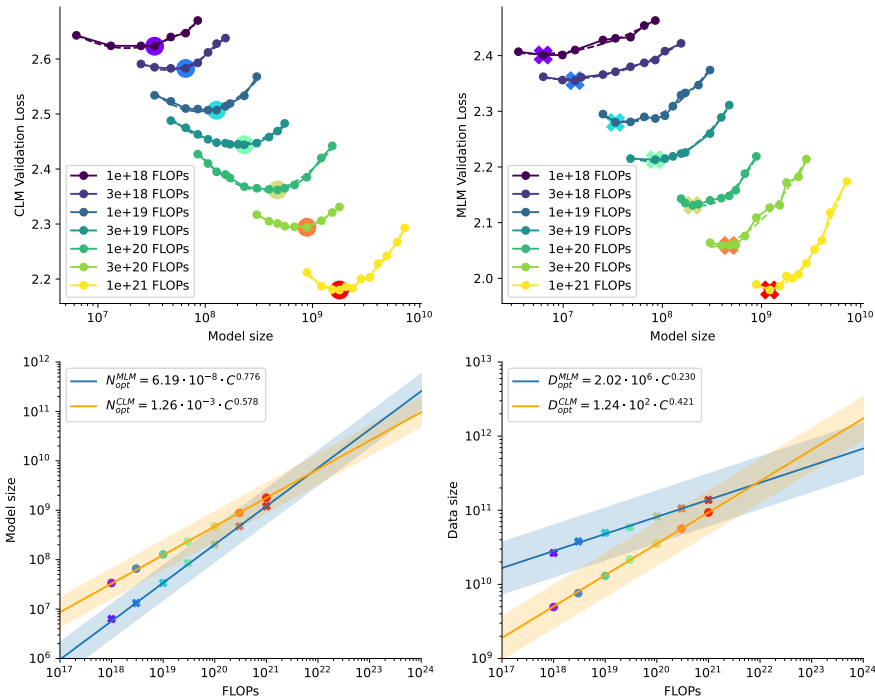 CLM Validation Loss
2.6
2.5
2.4
2.3
2.2
1e+18 FLOPs
3e+18 FLOPs
1e+19 FLOPs
3e+19 FLOPs
1e+20 FLOPs
3e+20 FLOPs
1e+21 FLOPs
10^7 10^8 10^9 10^10
Model size
MLM Validation Loss
2.4
2.3
2.2
2.1
2.0
1e+18 FLOPs
3e+18 FLOPs
1e+19 FLOPs
3e+19 FLOPs
1e+20 FLOPs
3e+20 FLOPs
1e+21 FLOPs
10^7 10^8 10^9 10^10
Model size
Model size
10^12
10^11
10^10
10^9
10^8
10^7
10^6
N_opt^MLM = 6.19 · 10^−8 · C^0.776
N_opt^CLM = 1.26 · 10^−3 · C^0.578
10^17 10^18 10^19 10^20 10^21 10^22 10^23 10^24
FLOPs
Data size
10^13
10^12
10^11
10^10
10^9
D_opt^MLM = 2.02 · 10^6 · C^0.230
D_opt^CLM = 1.24 · 10^2 · C^0.421
10^17 10^18 10^19 10^20 10^21 10^22 10^23 10^24
FLOPs